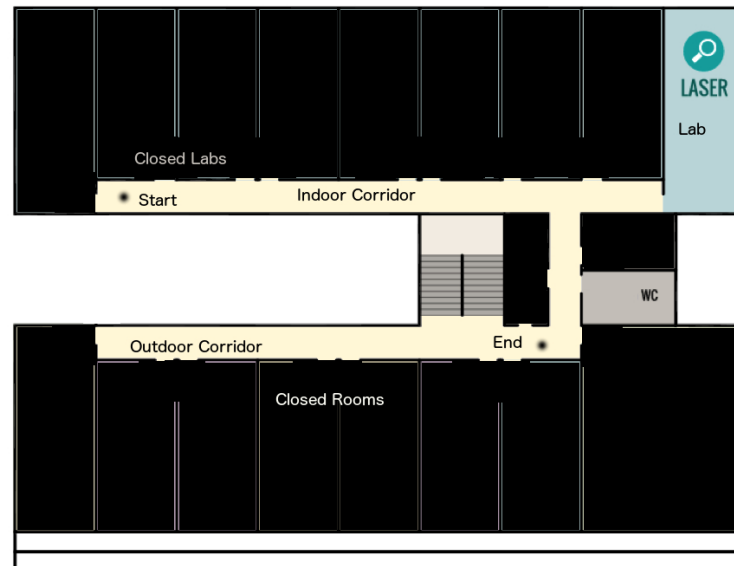 LASER
Lab
Closed Labs
Start
Indoor Corridor
WC
Outdoor Corridor
End
Closed Rooms